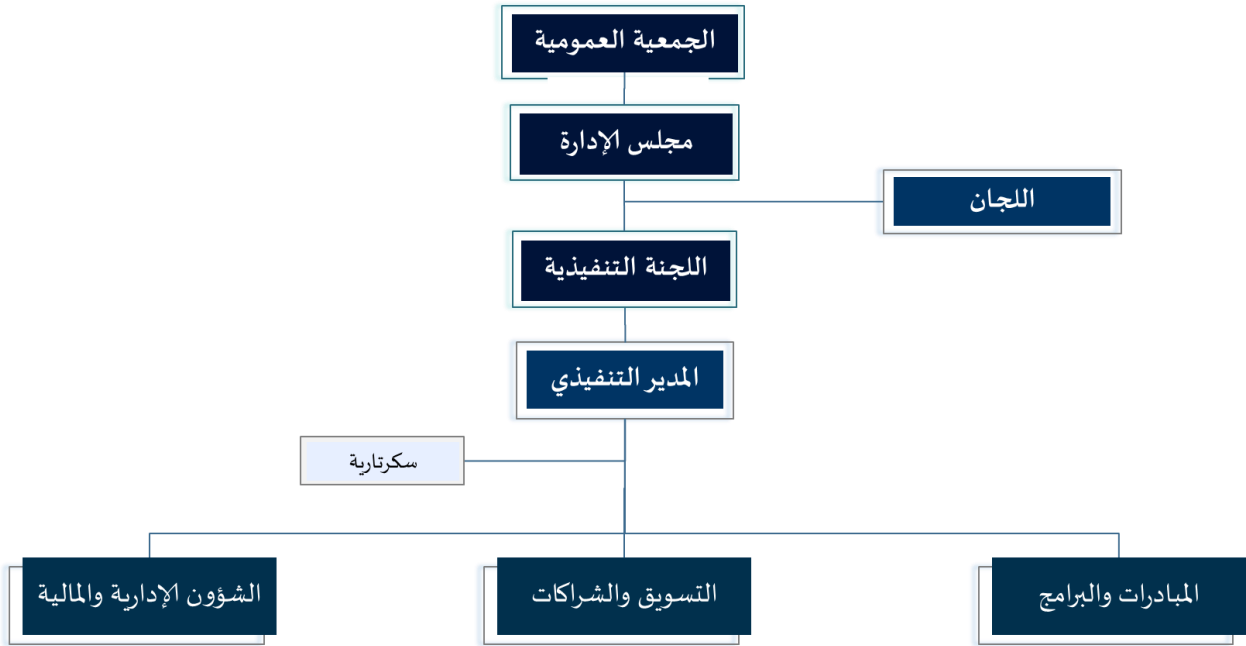 الجمعية العمومية
مجلس الإدارة
اللجان
اللجنة التنفيذية
المدير التنفيذي
سكرتارية
المبادرات والبرامج
التسويق والشراكات
الشؤون الإدارية والمالية